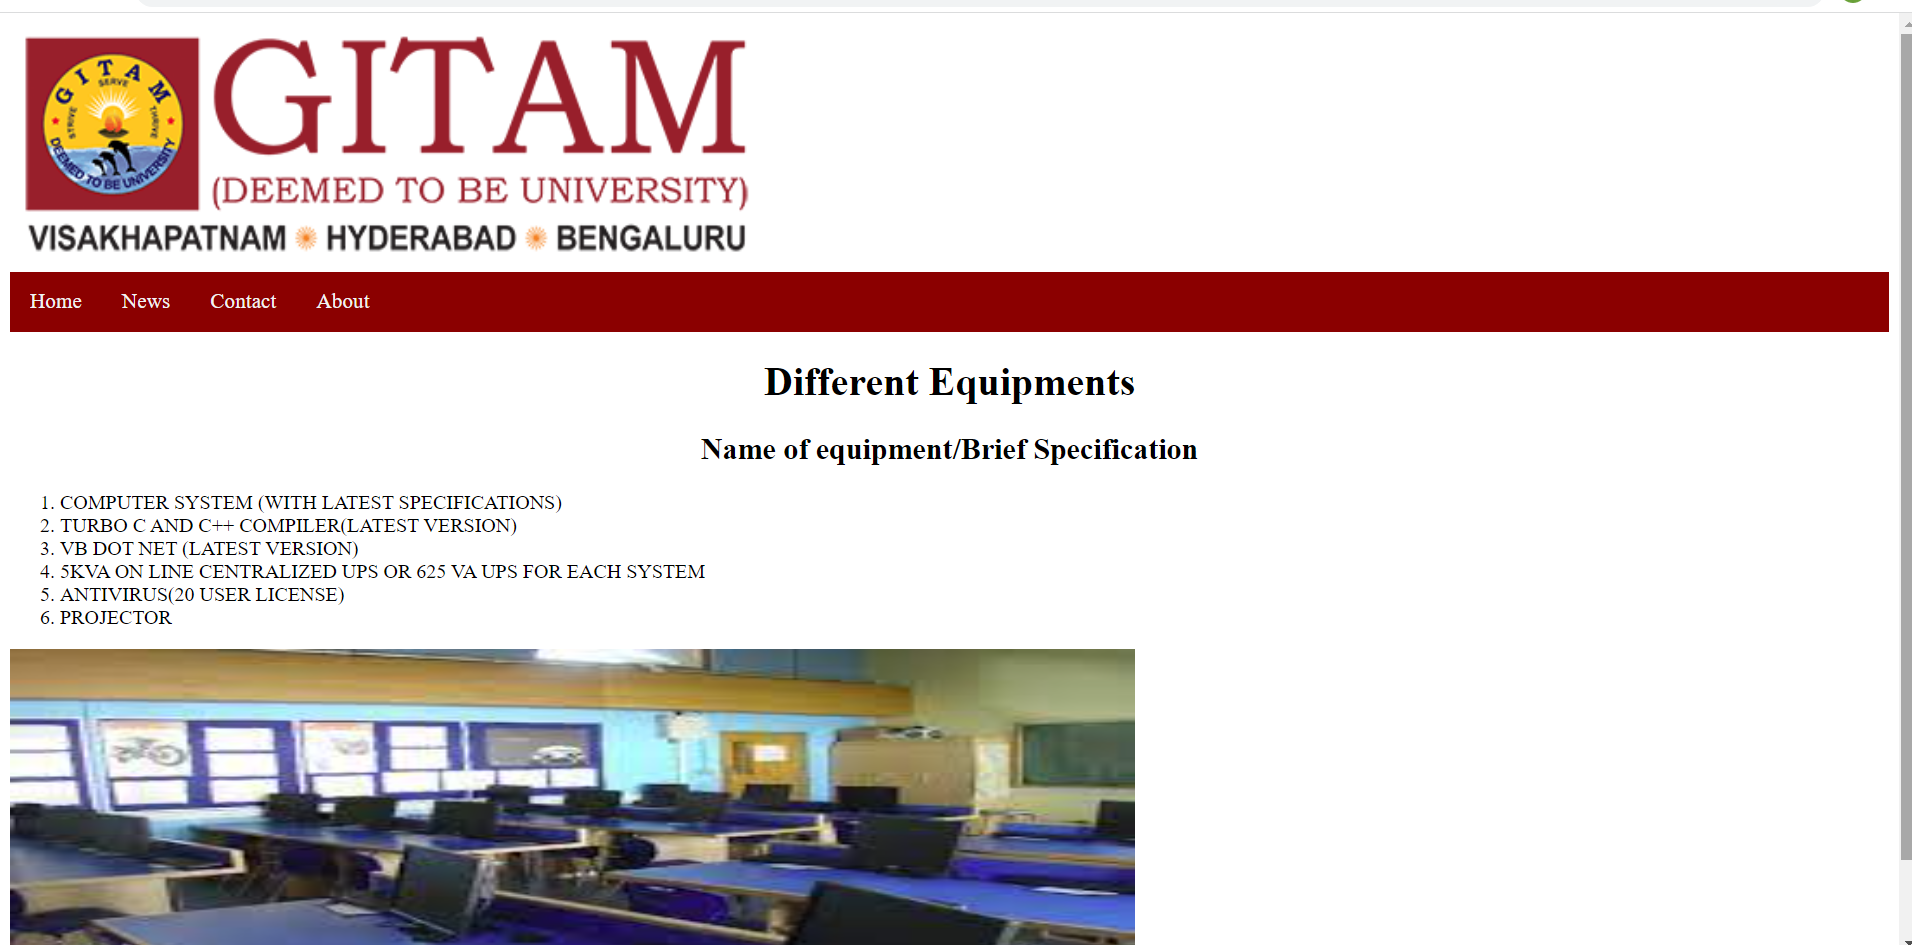 GITAM
SERVE
STRIVE
THRIVE
DEEMED TO BE UNIVERSITY
GITAM
(DEEMED TO BE UNIVERSITY)
VISAKHAPATNAM HYDERABAD BENGALURU
Home News Contact About
Different Equipments
Name of equipment/Brief Specification
1. COMPUTER SYSTEM (WITH LATEST SPECIFICATIONS)
2. TURBO C AND C++ COMPILER(LATEST VERSION)
3. VB DOT NET (LATEST VERSION)
4. 5KVA ON LINE CENTRALIZED UPS OR 625 VA UPS FOR EACH SYSTEM
5. ANTIVIRUS(20 USER LICENSE)
6. PROJECTOR